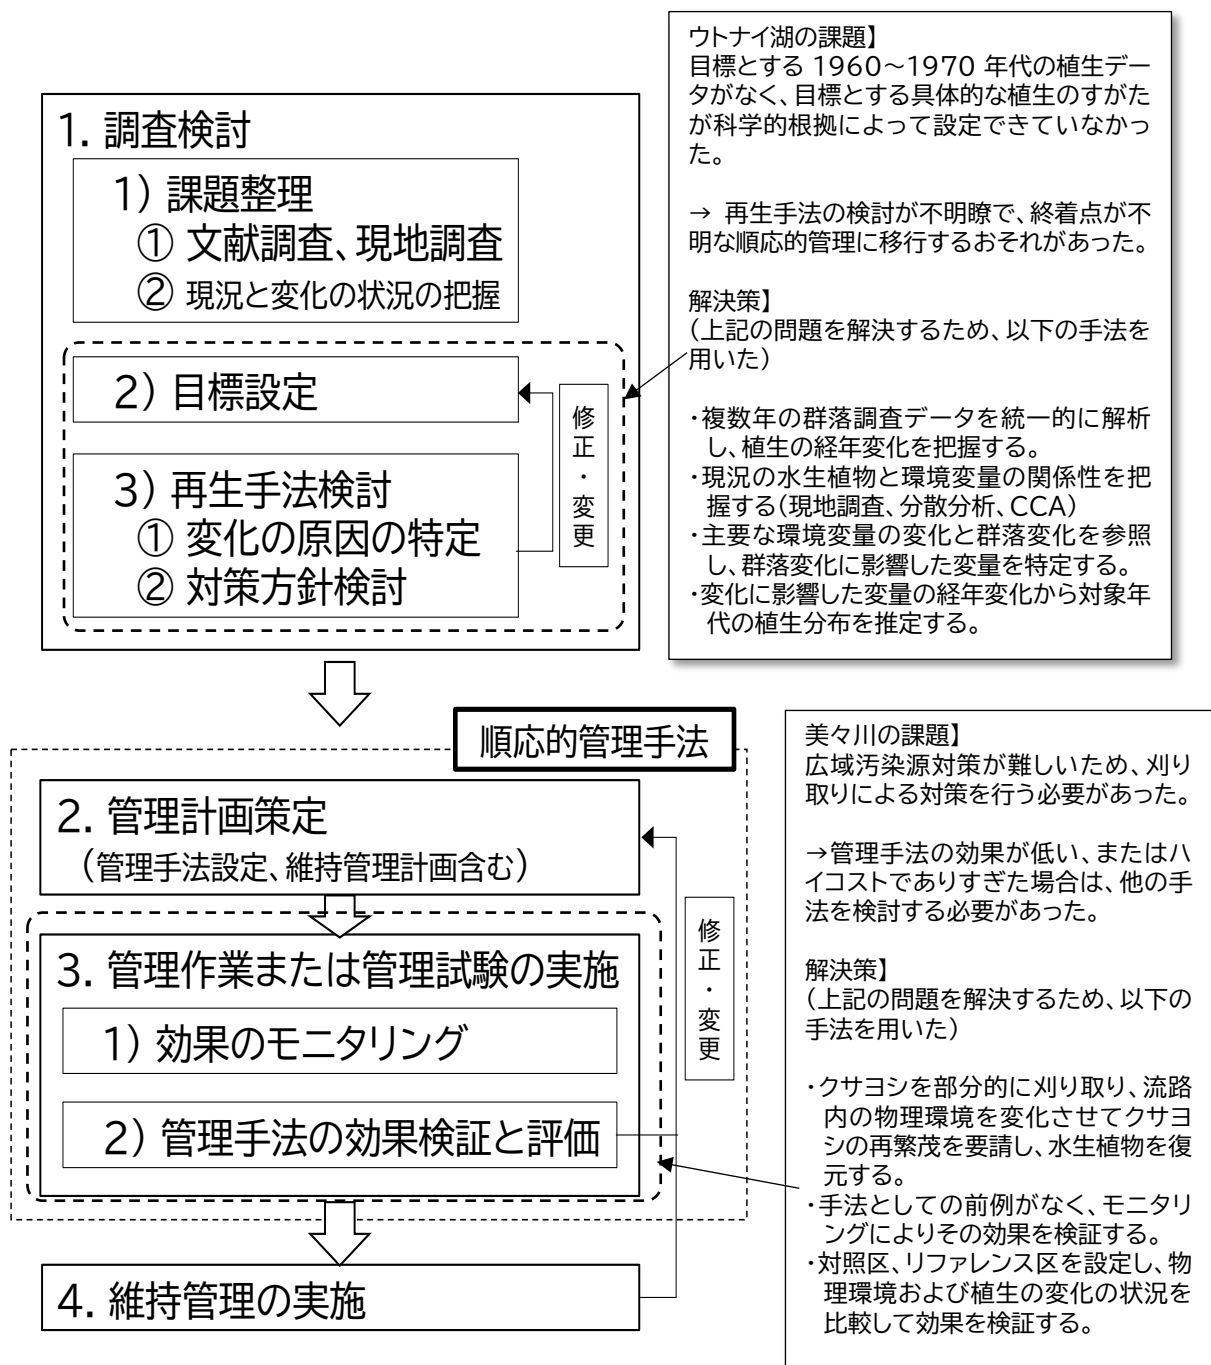 1. 調査検討
1) 課題整理
① 文献調査、現地調査
② 現況と変化の状況の把握
2) 目標設定
3) 再生手法検討
① 変化の原因の特定
② 対策方針検討
修正・変更
ウトナイ湖の課題】
目標とする 1960~1970 年代の植生デー
タがなく、目標とする具体的な植生のすがた
が科学的根拠によって設定できていなかっ
た。
→ 再生手法の検討が不明瞭で、終着点が不
明な順応的管理に移行するおそれがあった。
解決策】
(上記の問題を解決するため、以下の手法を
用いた)
・複数年の群落調査データを統一的に解析
し、植生の経年変化を把握する。
・現況の水生植物と環境変量の関係性を把
握する(現地調査、分散分析、CCA)
・主要な環境変量の変化と群落変化を参照
し、群落変化に影響した変量を特定する。
・変化に影響した変量の経年変化から対象年
代の植生分布を推定する。
順応的管理手法
2. 管理計画策定
(管理手法設定、維持管理計画含む)
3. 管理作業または管理試験の実施
1) 効果のモニタリング
2) 管理手法の効果検証と評価
修正・変更
4. 維持管理の実施
美々川の課題】
広域汚染源対策が難しいため、刈り
取りによる対策を行う必要があった。
→管理手法の効果が低い、またはハ
イコストでありすぎた場合は、他の手
法を検討する必要があった。
解決策】
(上記の問題を解決するため、以下の
手法を用いた)
・クサヨシを部分的に刈り取り、流路
内の物理環境を変化させてクサヨ
シの再繁茂を要請し、水生植物を復
元する。
・手法としての前例がなく、モニタリ
ングによりその効果を検証する。
・対照区、リファレンス区を設定し、物
理環境および植生の変化の状況を
比較して効果を検証する。